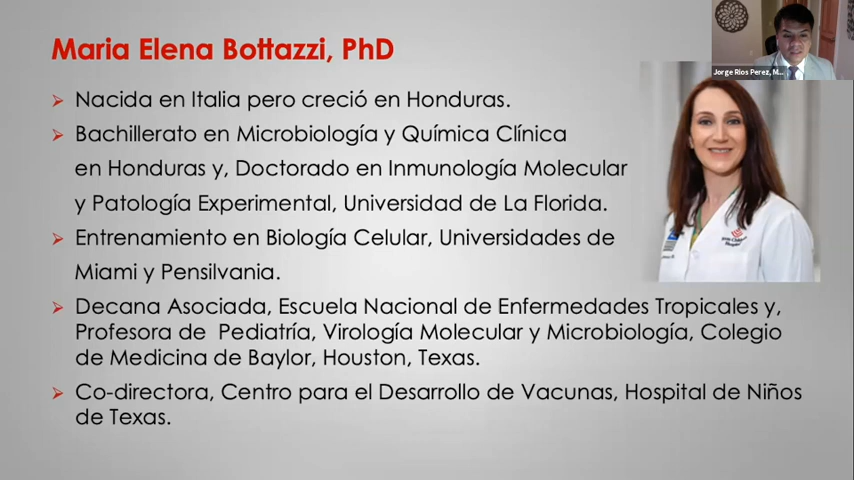 Maria Elena Bottazzi, PhD
Jorge Rios Perez, M...
Nacida en Italia pero creció en Honduras.
Bachillerato en Microbiología y Química Clínica
en Honduras y, Doctorado en Inmunología Molecular
y Patología Experimental, Universidad de La Florida.
Entrenamiento en Biología Celular, Universidades de
Miami y Pensilvania.
Decana Asociada, Escuela Nacional de Enfermedades Tropicales y,
Profesora de Pediatría, Virología Molecular y Microbiología, Colegio
de Medicina de Baylor, Houston, Texas.
Co-directora, Centro para el Desarrollo de Vacunas, Hospital de Niños
de Texas.